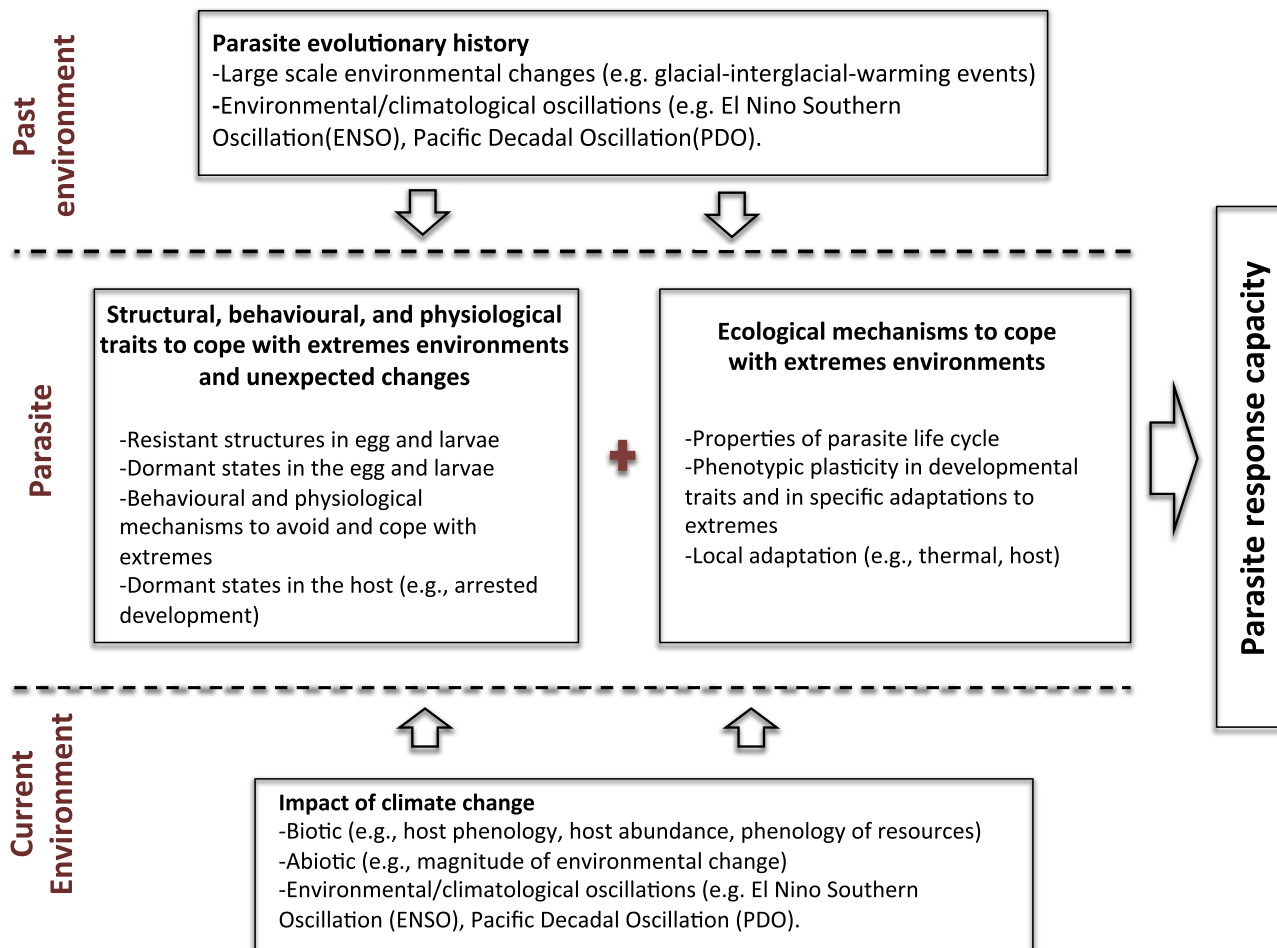 Past
environment
Parasite evolutionary history
-Large scale environmental changes (e.g. glacial-interglacial-warming events)
-Environmental/climatological oscillations (e.g. El Nino Southern
Oscillation(ENSO), Pacific Decadal Oscillation(PDO).
Parasite
Structural, behavioural, and physiological
traits to cope with extremes environments
and unexpected changes
-Resistant structures in egg and larvae
-Dormant states in the egg and larvae
-Behavioural and physiological
mechanisms to avoid and cope with
extremes
-Dormant states in the host (e.g., arrested
development)
+
Ecological mechanisms to cope
with extremes environments
-Properties of parasite life cycle
-Phenotypic plasticity in developmental
traits and in specific adaptations to
extremes
-Local adaptation (e.g., thermal, host)
Parasite response capacity
Current
Environment
Impact of climate change
-Biotic (e.g., host phenology, host abundance, phenology of resources)
-Abiotic (e.g., magnitude of environmental change)
-Environmental/climatological oscillations (e.g. El Nino Southern
Oscillation (ENSO), Pacific Decadal Oscillation (PDO).